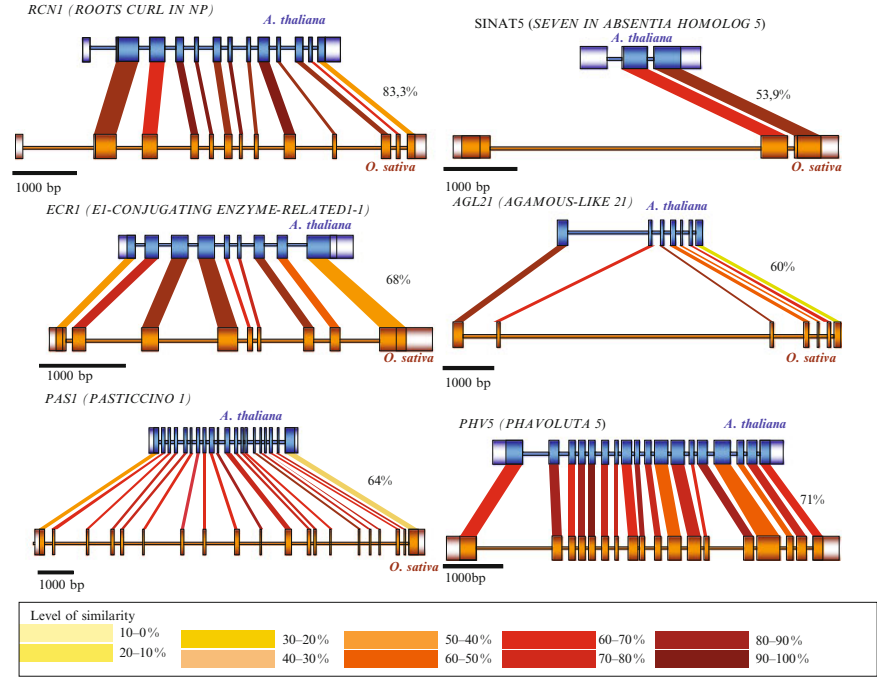 RCN1 (ROOTS CURL IN NP)
A. thaliana
83,3%
O. sativa
1000 bp
SINAT5 (SEVEN IN ABSENTIA HOMOLOG 5)
A. thaliana
53,9%
O. sativa
1000 bp
ECR1 (E1-CONJUGATING ENZYME-RELATED1-1)
A. thaliana
68%
O. sativa
1000 bp
AGL21 (AGAMOUS-LIKE 21)
A. thaliana
60%
O. sativa
1000 bp
PAS1 (PASTICCINO 1)
A. thaliana
64%
O. sativa
1000 bp
PHV5 (PHAVOLUTA 5)
A. thaliana
71%
1000bp
Level of similarity
10–0%
20–10%
30–20%
40–30%
50–40%
60–50%
60–70%
70–80%
80–90%
90–100%